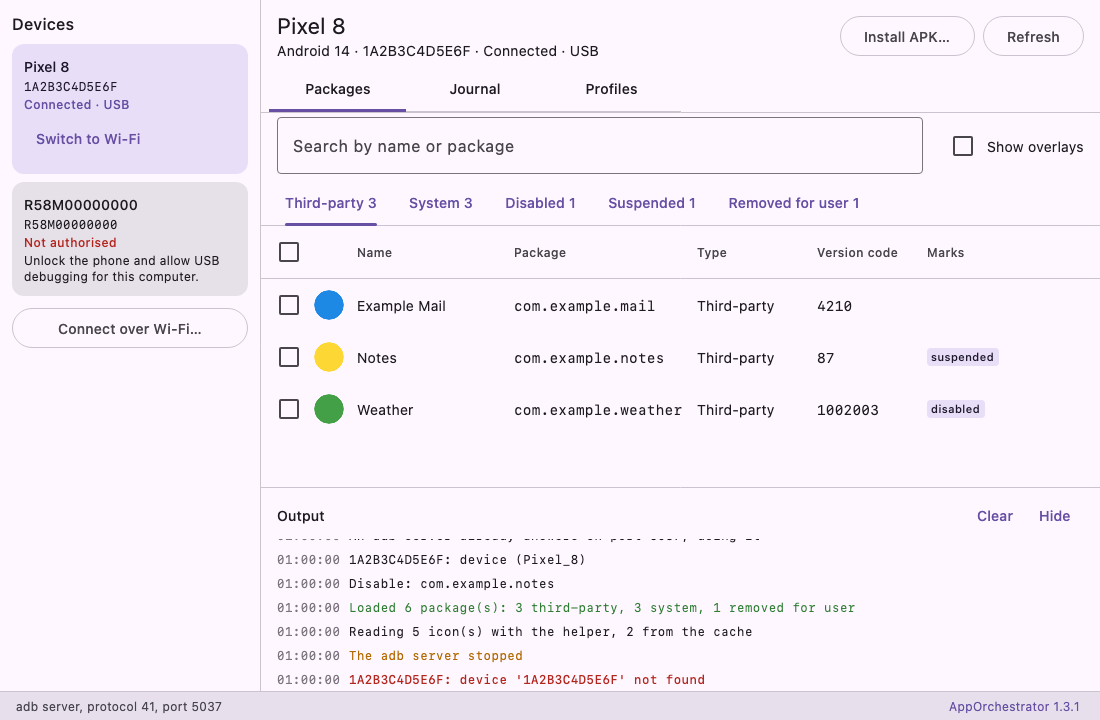 Devices
Pixel 8
1A2B3C4D5E6F
Connected · USB
Switch to Wi-Fi
R58M00000000
R58M00000000
Not authorised
Unlock the phone and allow USB
debugging for this computer.
Connect over Wi-Fi...
Pixel 8
Android 14 · 1A2B3C4D5E6F · Connected · USB
Install APK...
Refresh
Packages Journal Profiles
Search by name or package
Show overlays
Third-party 3 System 3 Disabled 1 Suspended 1 Removed for user 1
Name Package Type Version code Marks
Example Mail com.example.mail Third-party 4210
Notes com.example.notes Third-party 87 suspended
Weather com.example.weather Third-party 1002003 disabled
Output
Clear Hide
01:00:00 1A2B3C4D5E6F: device (Pixel_8)
01:00:00 Disable: com.example.notes
01:00:00 Loaded 6 package(s): 3 third-party, 3 system, 1 removed for user
01:00:00 Reading 5 icon(s) with the helper, 2 from the cache
01:00:00 The adb server stopped
01:00:00 1A2B3C4D5E6F: device '1A2B3C4D5E6F' not found
adb server, protocol 41, port 5037
AppOrchestrator 1.3.1